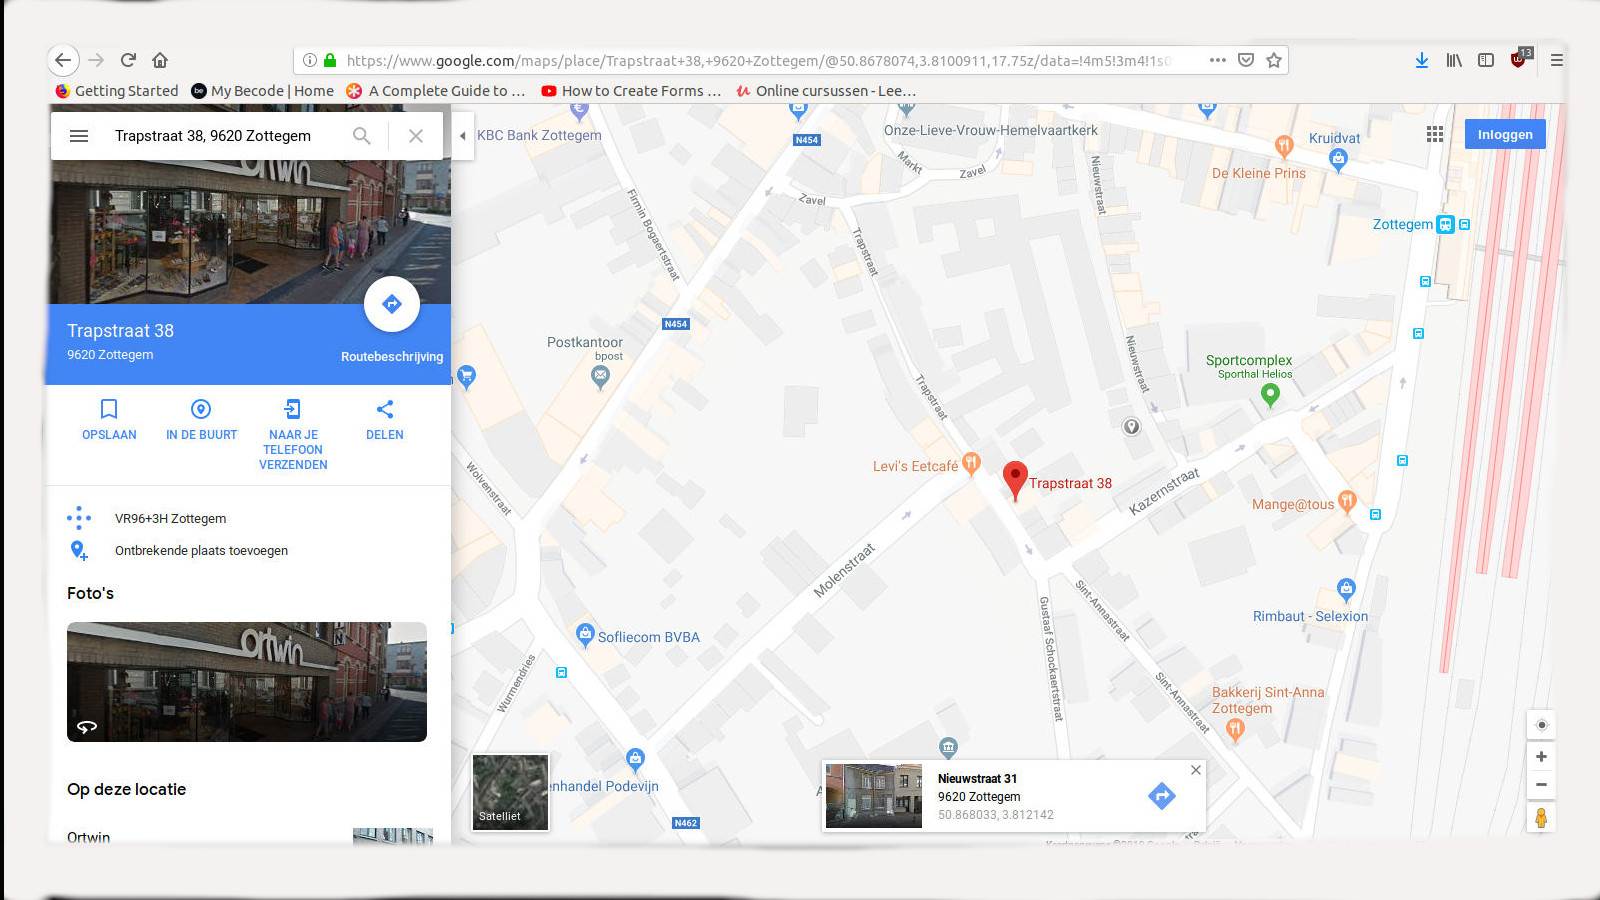 https://www.google.com/maps/place/Trapstraat+38,+9620+Zottegem/@50.8678074,3.8100911,17.75z/data=!4m5!3m4!1s0
13
Getting Started
My Becode | Home
A Complete Guide to ...
How to Create Forms ...
Online cursussen - Lee...
Trapstraat 38, 9620 Zottegem
ortwin
Trapstraat 38
9620 Zottegem
Routebeschrijving
OPSLAAN
IN DE BUURT
NAAR JE
TELEFOON
VERZENDEN
DELEN
VR96+3H Zottegem
Ontbrekende plaats toevoegen
Foto's
ortwin
Op deze locatie
Ortwin
KBC Bank Zottegem
N454
Onze-Lieve-Vrouw-Hemelvaartkerk
Markt
Zavel
Zavel
Nieuwstraat
De Kleine Prins
Kruidvat
Inloggen
Zottegem
Firmin Bogaertstraat
Trapstraat
N454
Postkantoor
bpost
Trapstraat
Nieuwstraat
Sportcomplex
Sporthal Helios
Levi's Eetcafé
Trapstraat 38
Kazernstraat
Mange@tous
Wolvenstraat
Molenstraat
Gustaaf Schockaertstraat
Sint-Annastraat
Rimbaut - Selexion
Sofliecom BVBA
Wurmendries
Sint-Annastraat
Bakkerij Sint-Anna
Zottegem
enhandel Podevijn
Satelliet
N462
Nieuwstraat 31
9620 Zottegem
50.868033, 3.812142